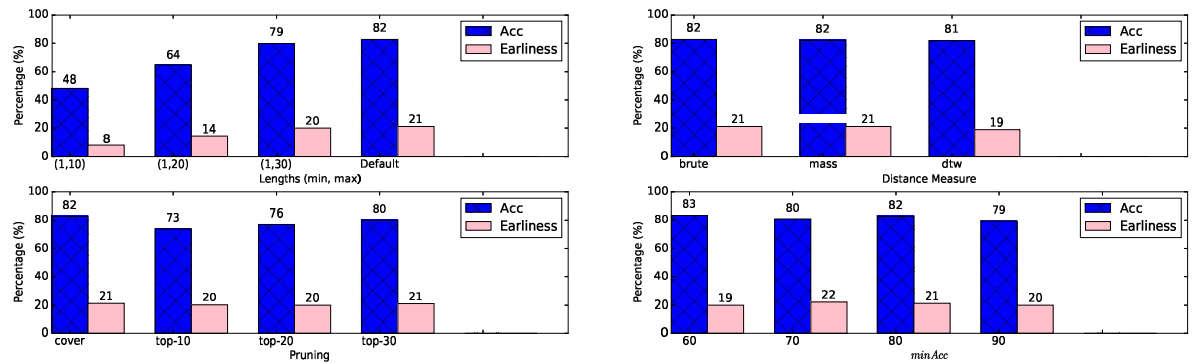 100
80
60
40
20
0
Percentage (%)
48
8
64
14
79
20
82
21
Acc
Earliness
(1,10) (1,20) (1,30) Default
Lengths (min, max)
100
80
60
40
20
0
Percentage (%)
82
21
82
21
81
19
Acc
Earliness
brute mass dtw
Distance Measure
100
80
60
40
20
0
Percentage (%)
82
21
73
20
76
20
80
21
Acc
Earliness
cover top-10 top-20 top-30
Pruning
100
80
60
40
20
0
Percentage (%)
83
19
80
22
82
21
79
20
Acc
Earliness
60 70 80 90
minAcc